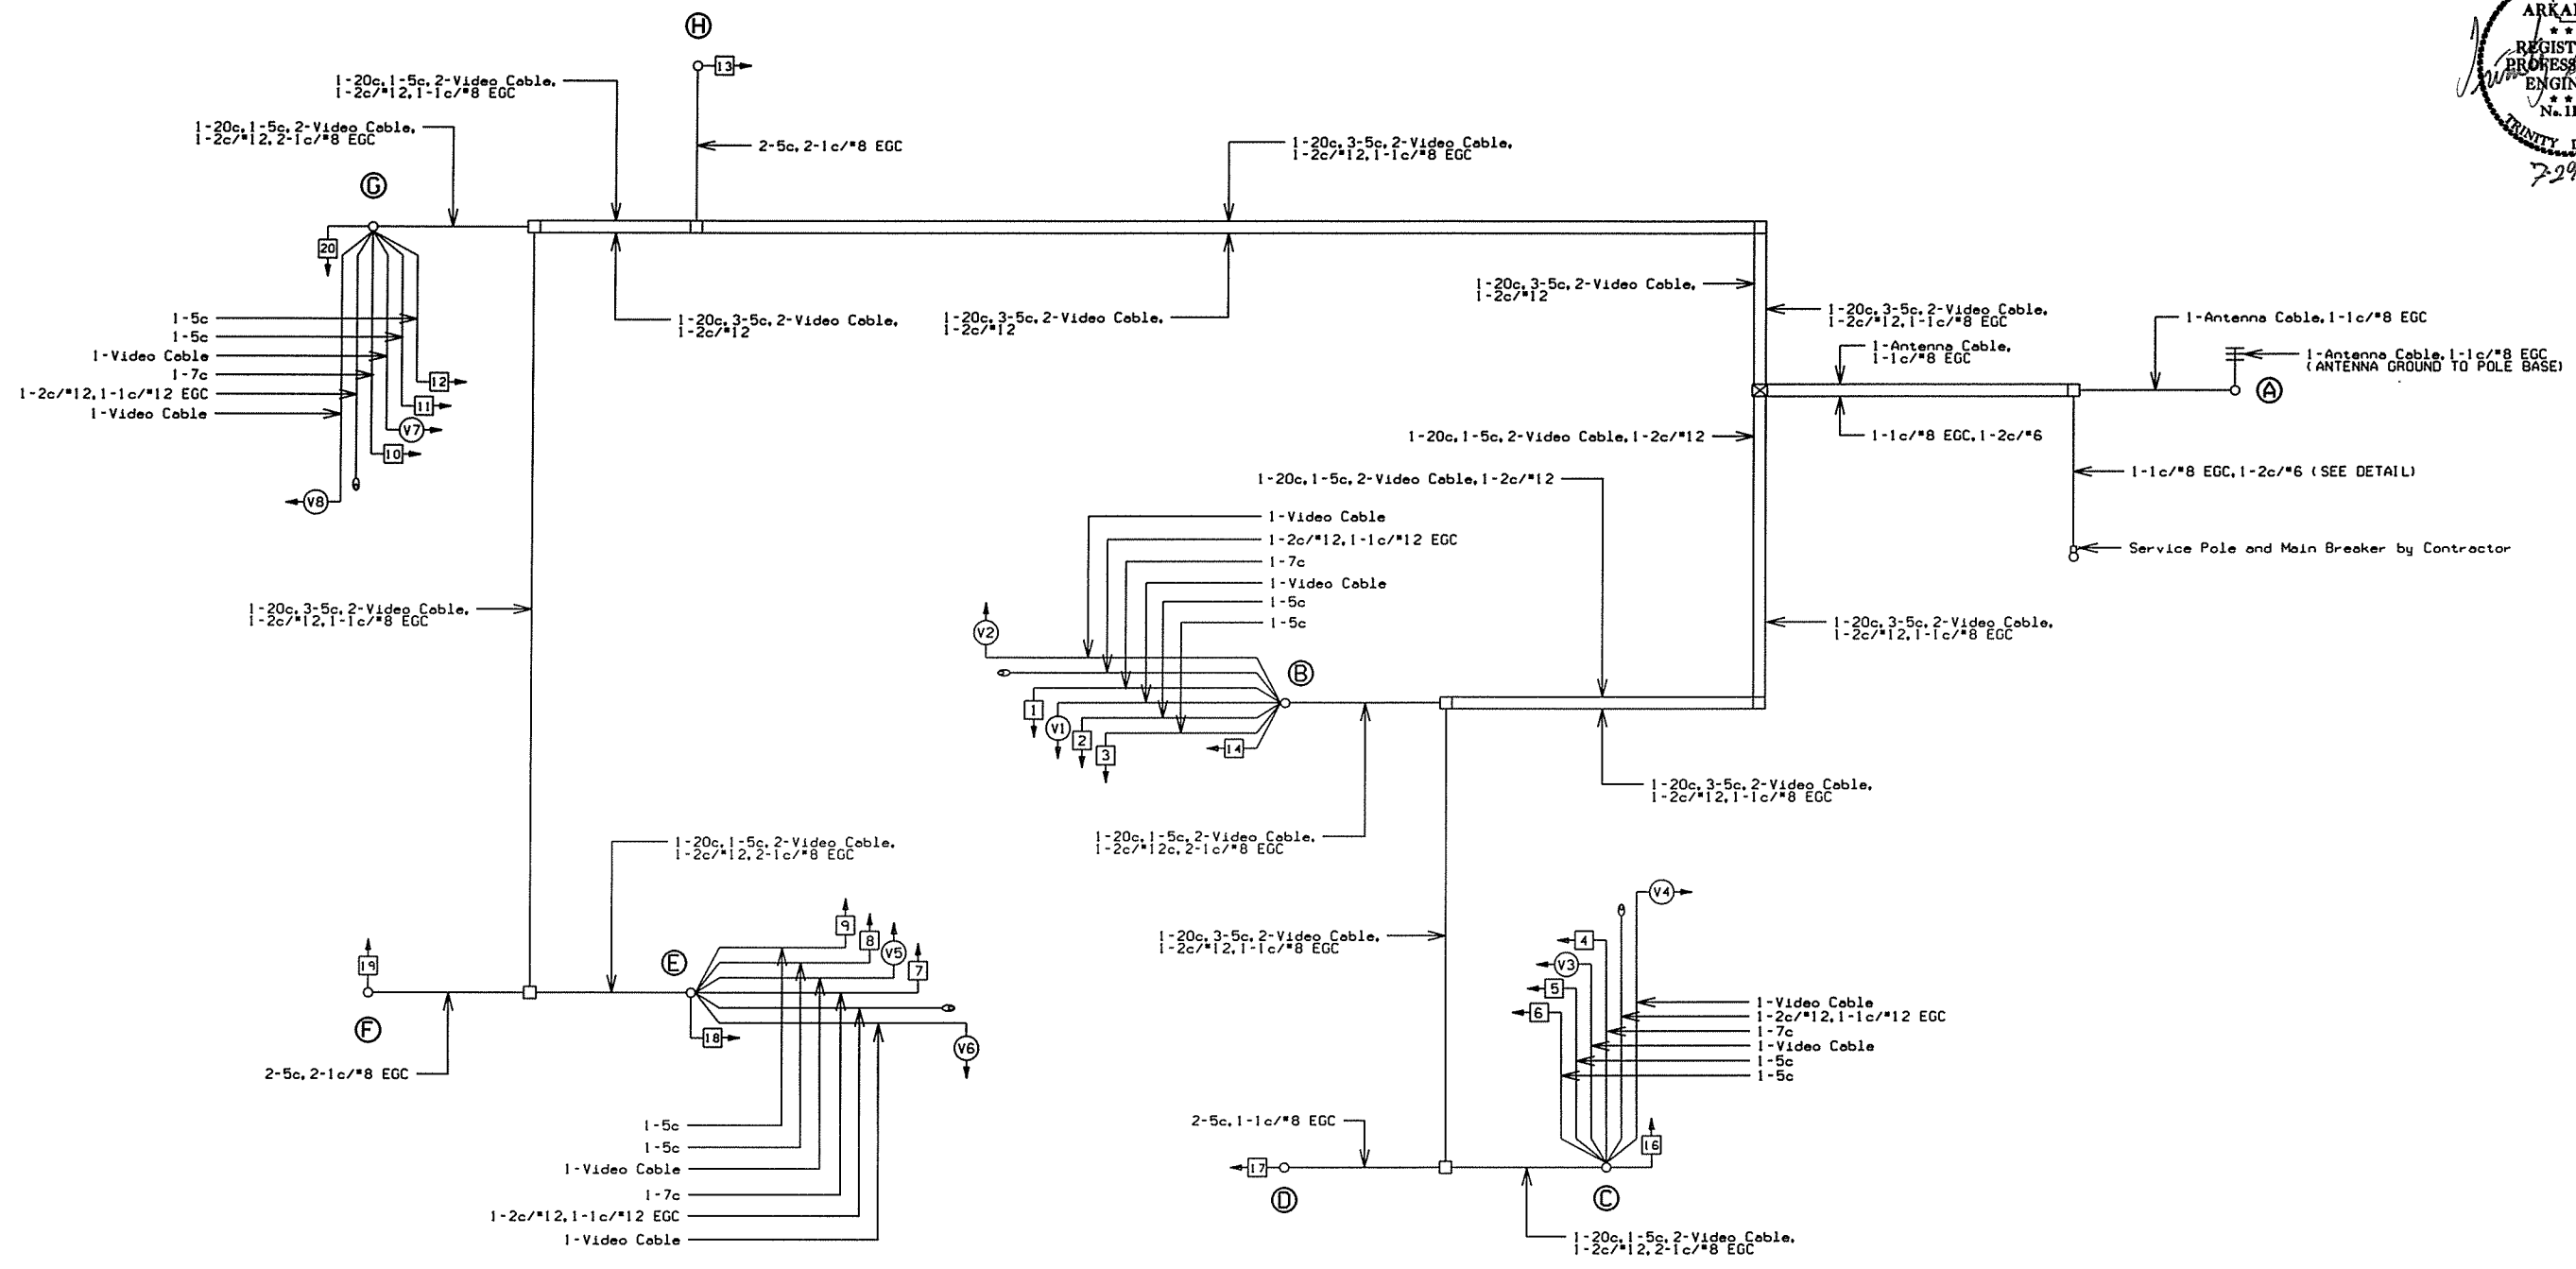 H
13
1-20c, 1-5c, 2-Video Cable,
1-2c/#12, 1-1c/#8 EGC
1-20c, 1-5c, 2-Video Cable,
1-2c/#12, 2-1c/#8 EGC
2-5c, 2-1c/#8 EGC
1-20c, 3-5c, 2-Video Cable,
1-2c/#12, 1-1c/#8 EGC
G
20
1-5c
1-5c
1-Video Cable
1-7c
1-2c/#12, 1-1c/#12 EGC
1-Video Cable
12
11
V7
10
V8
1-20c, 3-5c, 2-Video Cable,
1-2c/#12
1-20c, 3-5c, 2-Video Cable,
1-2c/#12
1-20c, 3-5c, 2-Video Cable,
1-2c/#12
1-20c, 3-5c, 2-Video Cable,
1-2c/#12, 1-1c/#8 EGC
1-Antenna Cable,
1-1c/#8 EGC
1-Antenna Cable, 1-1c/#8 EGC
1-Antenna Cable, 1-1c/#8 EGC
(ANTENNA GROUND TO POLE BASE)
A
1-1c/#8 EGC, 1-2c/#6
1-1c/#8 EGC, 1-2c/#6 (SEE DETAIL)
Service Pole and Main Breaker by Contractor
1-20c, 1-5c, 2-Video Cable, 1-2c/#12
1-20c, 1-5c, 2-Video Cable, 1-2c/#12
1-Video Cable
1-2c/#12, 1-1c/#12 EGC
1-7c
1-Video Cable
1-5c
1-5c
V2
B
1
V1
2
3
14
1-20c, 3-5c, 2-Video Cable,
1-2c/#12, 1-1c/#8 EGC
1-20c, 3-5c, 2-Video Cable,
1-2c/#12, 1-1c/#8 EGC
1-20c, 3-5c, 2-Video Cable,
1-2c/#12, 1-1c/#8 EGC
1-20c, 1-5c, 2-Video Cable,
1-2c/#12c, 2-1c/#8 EGC
1-20c, 1-5c, 2-Video Cable,
1-2c/#12, 2-1c/#8 EGC
9
8
V5
7
E
19
F
18
V6
2-5c, 2-1c/#8 EGC
1-5c
1-5c
1-Video Cable
1-7c
1-2c/#12, 1-1c/#12 EGC
1-Video Cable
1-20c, 3-5c, 2-Video Cable,
1-2c/#12, 1-1c/#8 EGC
V4
4
V3
5
6
1-Video Cable
1-2c/#12, 1-1c/#12 EGC
1-7c
1-Video Cable
1-5c
1-5c
2-5c, 1-1c/#8 EGC
16
17
D
C
1-20c, 1-5c, 2-Video Cable,
1-2c/#12, 2-1c/#8 EGC
TRINITY